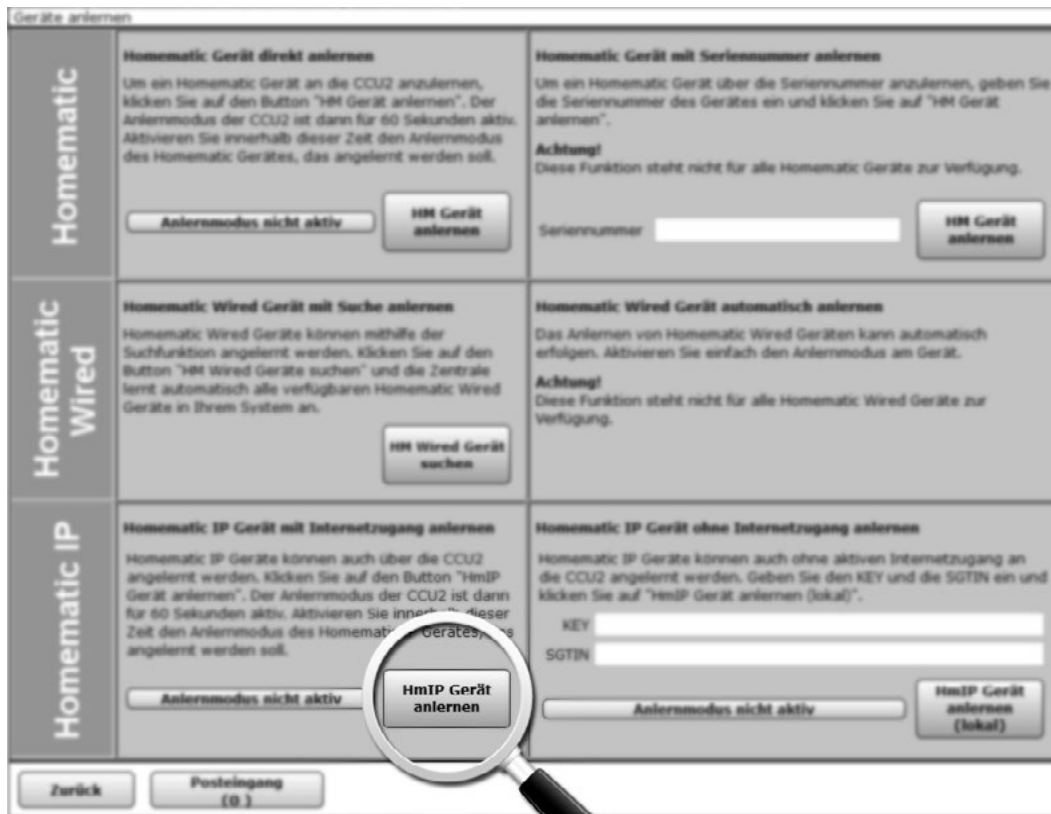 Geräte anlernen
Homematic
Homematic Gerät direkt anlernen
Um ein Homematic Gerät an die CCU2 anzulernen,
klicken Sie auf den Button "HM Gerät anlernen". Der
Anlernmodus der CCU2 ist dann für 60 Sekunden aktiv.
Aktivieren Sie innerhalb dieser Zeit den Anlernmodus
des Homematic Gerätes, das angelernt werden soll.
Anlernmodus nicht aktiv
HM Gerät
anlernen
Homematic Gerät mit Seriennummer anlernen
Um ein Homematic Gerät über die Seriennummer anzulernen, geben Sie
die Seriennummer des Gerätes ein und klicken Sie auf "HM Gerät
anlernen".
Achtung!
Diese Funktion steht nicht für alle Homematic Geräte zur Verfügung.
Seriennummer
HM Gerät
anlernen
Homematic
Wired
Homematic Wired Gerät mit Suche anlernen
Homematic Wired Geräte können mithilfe der
Suchfunktion angelernt werden. Klicken Sie auf den
Button "HM Wired Geräte suchen" und die Zentrale
lernt automatisch alle verfügbaren Homematic Wired
Geräte in Ihrem System an.
HM Wired Gerät
suchen
Homematic Wired Gerät automatisch anlernen
Das Anlernen von Homematic Wired Geräten kann automatisch
erfolgen. Aktivieren Sie einfach den Anlernmodus am Gerät.
Achtung!
Diese Funktion steht nicht für alle Homematic Wired Geräte zur
Verfügung.
Homematic IP
Homematic IP Gerät mit Internetzugang anlernen
Homematic IP Geräte können auch über die CCU2
angelernt werden. Klicken Sie auf den Button "HmIP
Gerät anlernen". Der Anlernmodus der CCU2 ist dann
für 60 Sekunden aktiv. Aktivieren Sie innerhalb dieser
Zeit den Anlernmodus des Homematic Gerätes,
angelernt werden soll.
Anlernmodus nicht aktiv
HmIP Gerät
anlernen
Homematic IP Gerät ohne Internetzugang anlernen
Homematic IP Geräte können auch ohne aktiven Internetzugang an
die CCU2 angelernt werden. Geben Sie den KEY und die SGTIN ein und
klicken Sie auf "HmIP Gerät anlernen (lokal)".
KEY
SGTIN
Anlernmodus nicht aktiv
HmIP Gerät
anlernen
(lokal)
Zurück
Posteingang
(0 )